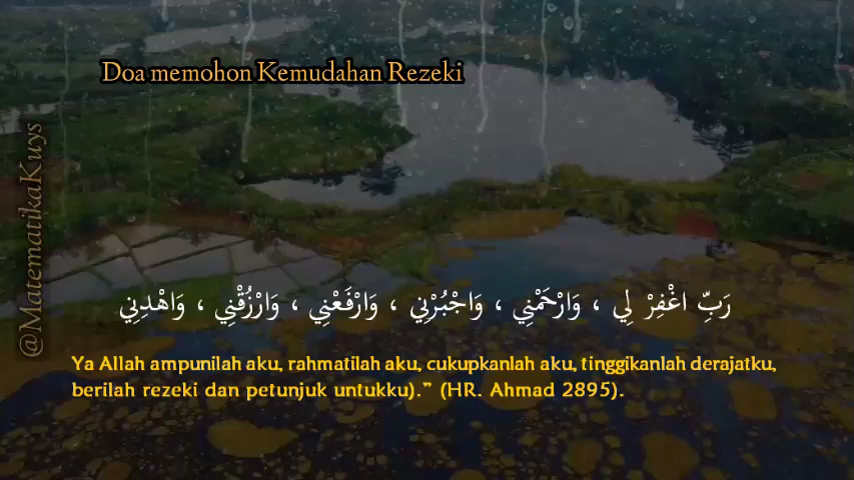 Doa memohon Kemudahan Rezeki
@MatematikaKuys
رَبِّ اغْفِرْ لِي ، وَارْحَمْنِي ، وَاجْبُرْنِي ، وَارْفَعْنِي ، وَارْزُقْنِي ، وَاهْدِنِي
Ya Allah ampunilah aku, rahmatilah aku, cukupkanlah aku, tinggikanlah derajatku,
berilah rezeki dan petunjuk untukku).” (HR. Ahmad 2895).